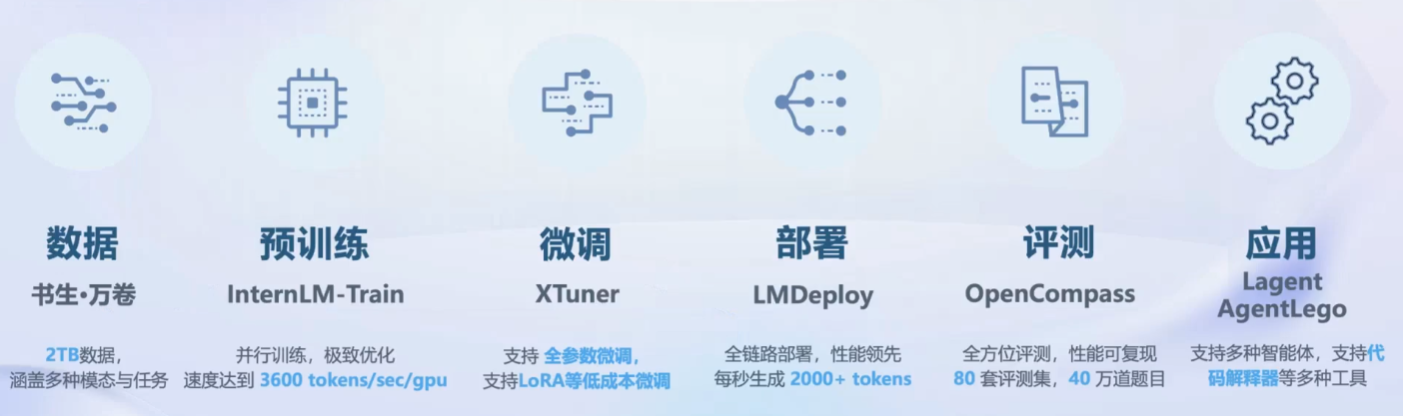 数据
书生·万卷
2TB数据，
涵盖多种模态与任务
预训练
InternLM-Train
并行训练，极致优化
速度达到 3600 tokens/sec/gpu
微调
XTuner
支持 全参数微调，
支持LoRA等低成本微调
部署
LMDeploy
全链路部署，性能领先
每秒生成 2000+ tokens
评测
OpenCompass
全方位评测，性能可复现
80 套评测集，40 万道题目
应用
Lagent
AgentLego
支持多种智能体，支持代
码解释器等多种工具